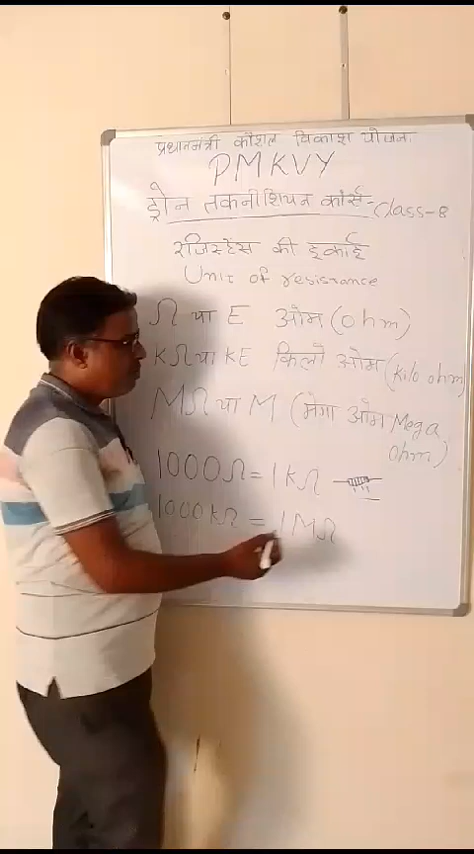 प्रधानमंत्री कौशल विकाश योजना
PMKVY
ड्रोन तकनीशियन कोर्स-Class-8
रजिस्टेंस की इकाई
Unit of resistance
Ω या E ओम (Ohm)
KΩ या KE किलो ओम (Kilo ohm)
MΩ या M (मेगा ओम Mega
ohm)
1000Ω = 1KΩ
1000KΩ = 1MΩ